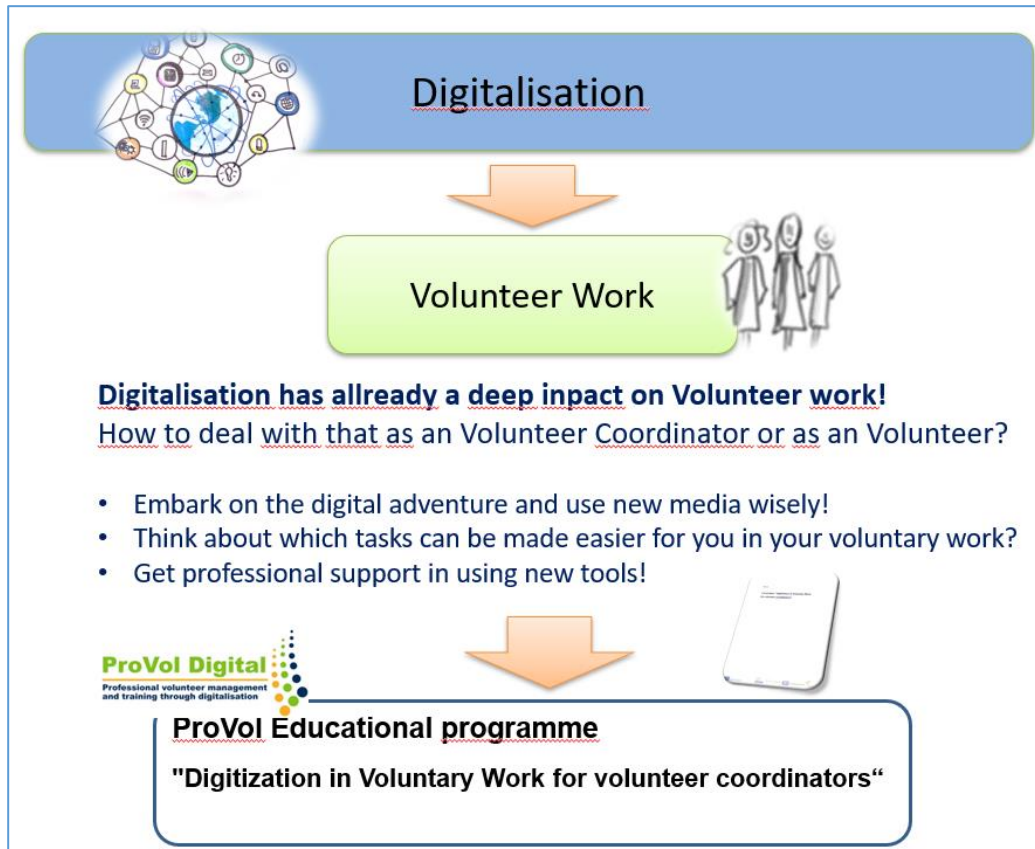 Digitalisation
Volunteer Work
Digitalisation has allready a deep inpact on Volunteer work!
How to deal with that as an Volunteer Coordinator or as an Volunteer?
• Embark on the digital adventure and use new media wisely!
• Think about which tasks can be made easier for you in your voluntary work?
• Get professional support in using new tools!
ProVol Digital
Professional volunteer management
and training through digitalisation
ProVol Educational programme
"Digitization in Voluntary Work for volunteer coordinators“